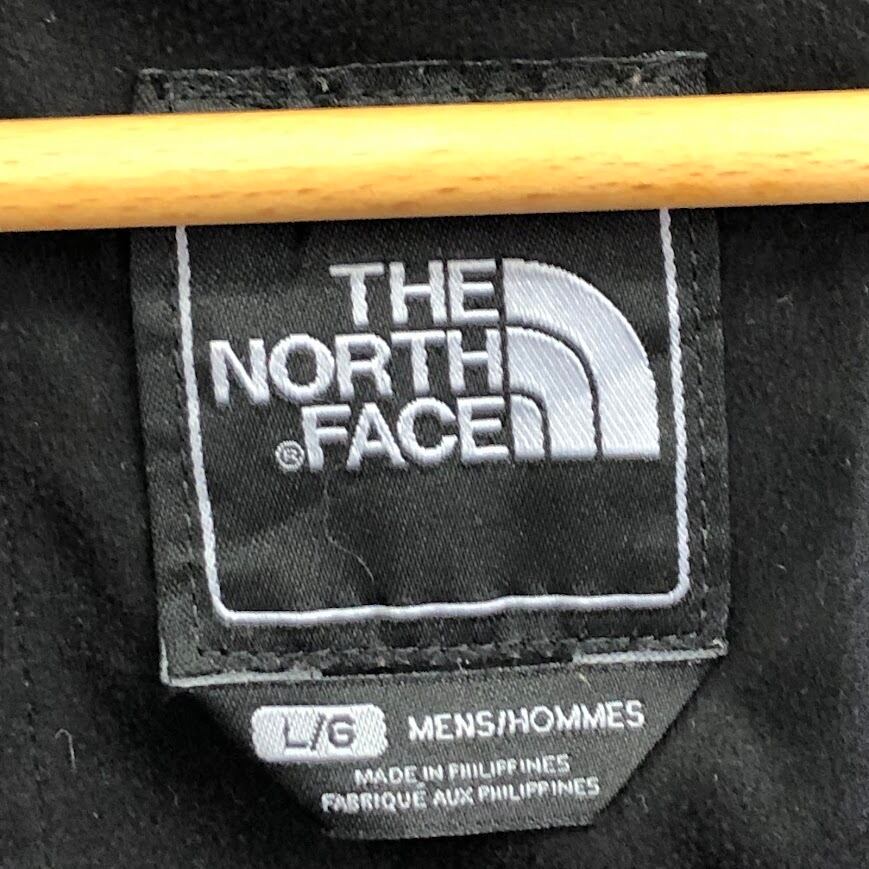 THE
NORTH
®FACE
L/G MENS/HOMMES
MADE IN PHILIPPINES
FABRIQUÉ AUX PHILIPPINES